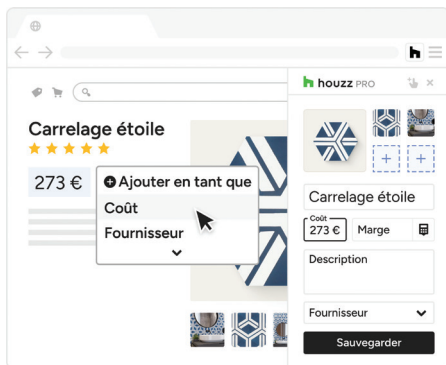 houzz PRO
Carrelage étoile
273 €
Ajouter en tant que
Coût
Fournisseur
Carrelage étoile
Coût
273 €
Marge
Description
Fournisseur
Sauvegarder